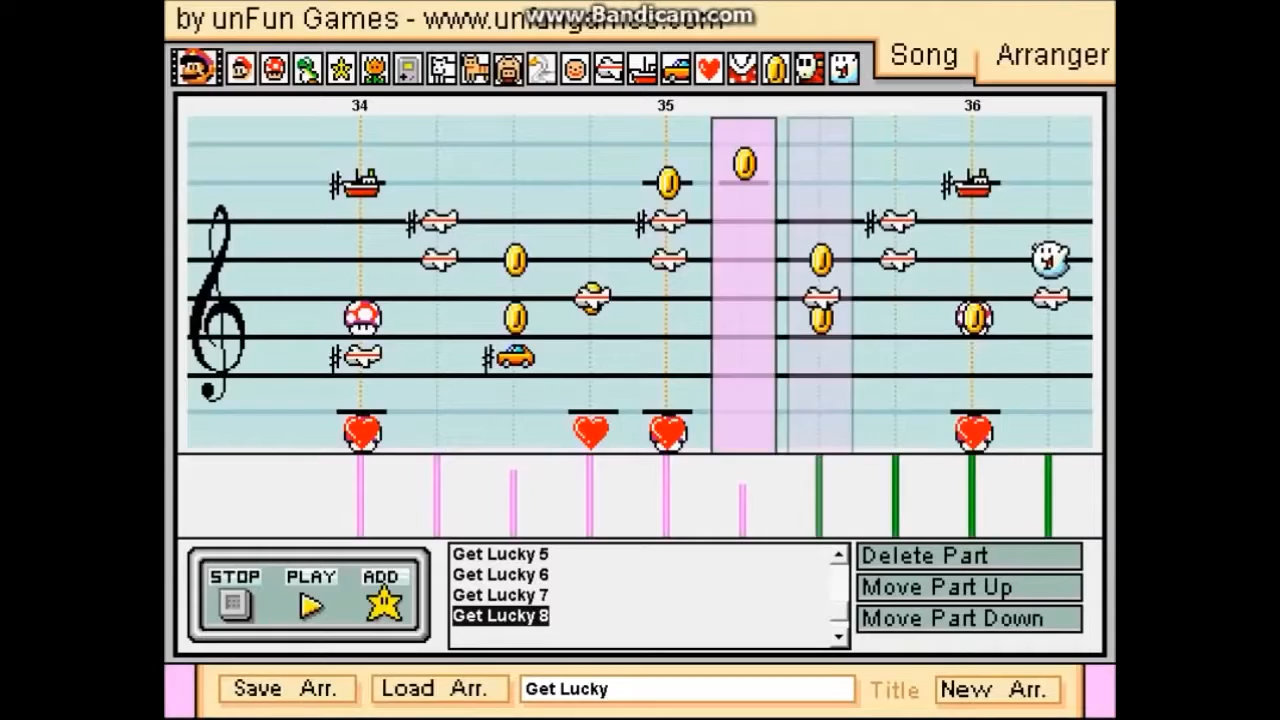 by unFun Games - www.unfungames.com
www.Bandicam.com
Song
Arranger
34 35 36
STOP PLAY ADD
Get Lucky 5
Get Lucky 6
Get Lucky 7
Get Lucky 8
Delete Part
Move Part Up
Move Part Down
Save Arr.
Load Arr.
Get Lucky
Title
New Arr.